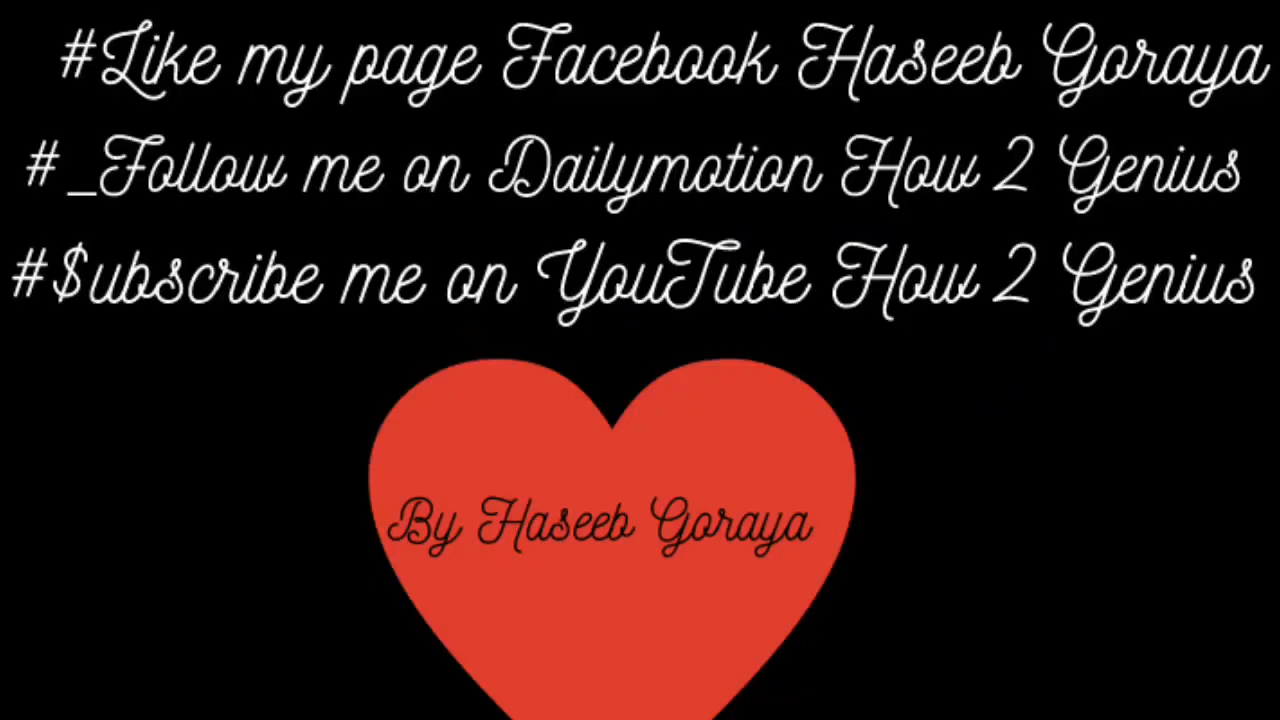 #Like my page Facebook Haseeb Goraya
#_Follow me on Dailymotion How 2 Genius
#$ubscribe me on YouTube How 2 Genius
By Haseeb Goraya